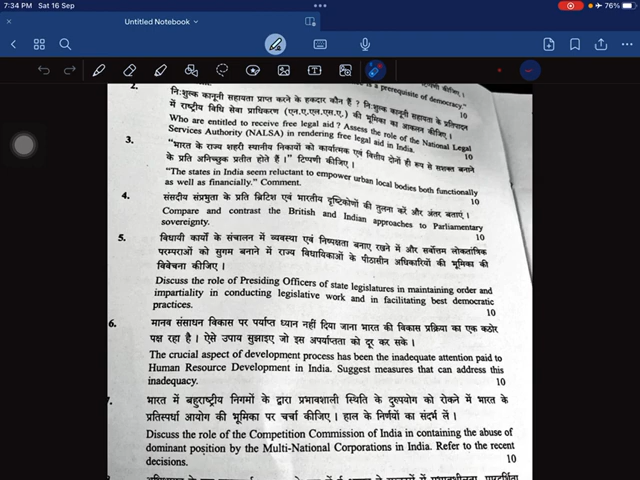 7:34 PM Sat 16 Sep
76%
Untitled Notebook
is a prerequisite of democracy."
2. नि:शुल्क कानूनी सहायता प्राप्त करने के हकदार कौन हैं ? नि:शुल्क कानूनी सहायता के प्रतिपादन
में राष्ट्रीय विधि सेवा प्राधिकरण (एन.ए.एल.एस.ए.) की भूमिका का आकलन कीजिए ।
Who are entitled to receive free legal aid ? Assess the role of the National Legal
Services Authority (NALSA) in rendering free legal aid in India. 10
3. "भारत के राज्य शहरी स्थानीय निकायों को कार्यात्मक एवं वित्तीय दोनों ही रूप से सशक्त बनाने
के प्रति अनिच्छुक प्रतीत होते हैं ।" टिप्पणी कीजिए ।
"The states in India seem reluctant to empower urban local bodies both functionally
as well as financially." Comment. 10
4. संसदीय संप्रभुता के प्रति ब्रिटिश एवं भारतीय दृष्टिकोणों की तुलना करें और अंतर बताएं ।
Compare and contrast the British and Indian approaches to Parliamentary
sovereignty. 10
5. विधायी कार्यों के संचालन में व्यवस्था एवं निष्पक्षता बनाए रखने में और सर्वोत्तम लोकतांत्रिक
परम्पराओं को सुगम बनाने में राज्य विधायिकाओं के पीठासीन अधिकारियों की भूमिका की
विवेचना कीजिए ।
Discuss the role of Presiding Officers of state legislatures in maintaining order and
impartiality in conducting legislative work and in facilitating best democratic
practices. 10
6. मानव संसाधन विकास पर पर्याप्त ध्यान नहीं दिया जाना भारत की विकास प्रक्रिया का एक कठोर
पक्ष रहा है । ऐसे उपाय सुझाइए जो इस अपर्याप्तता को दूर कर सके ।
The crucial aspect of development process has been the inadequate attention paid to
Human Resource Development in India. Suggest measures that can address this
inadequacy. 10
भारत में बहुराष्ट्रीय निगमों के द्वारा प्रभावशाली स्थिति के दुरुपयोग को रोकने में भारत के
प्रतिस्पर्धा आयोग की भूमिका पर चर्चा कीजिए । हाल के निर्णयों का संदर्भ लें ।
Discuss the role of the Competition Commission of India in containing the abuse of
dominant position by the Multi-National Corporations in India. Refer to the recent
decisions. 10